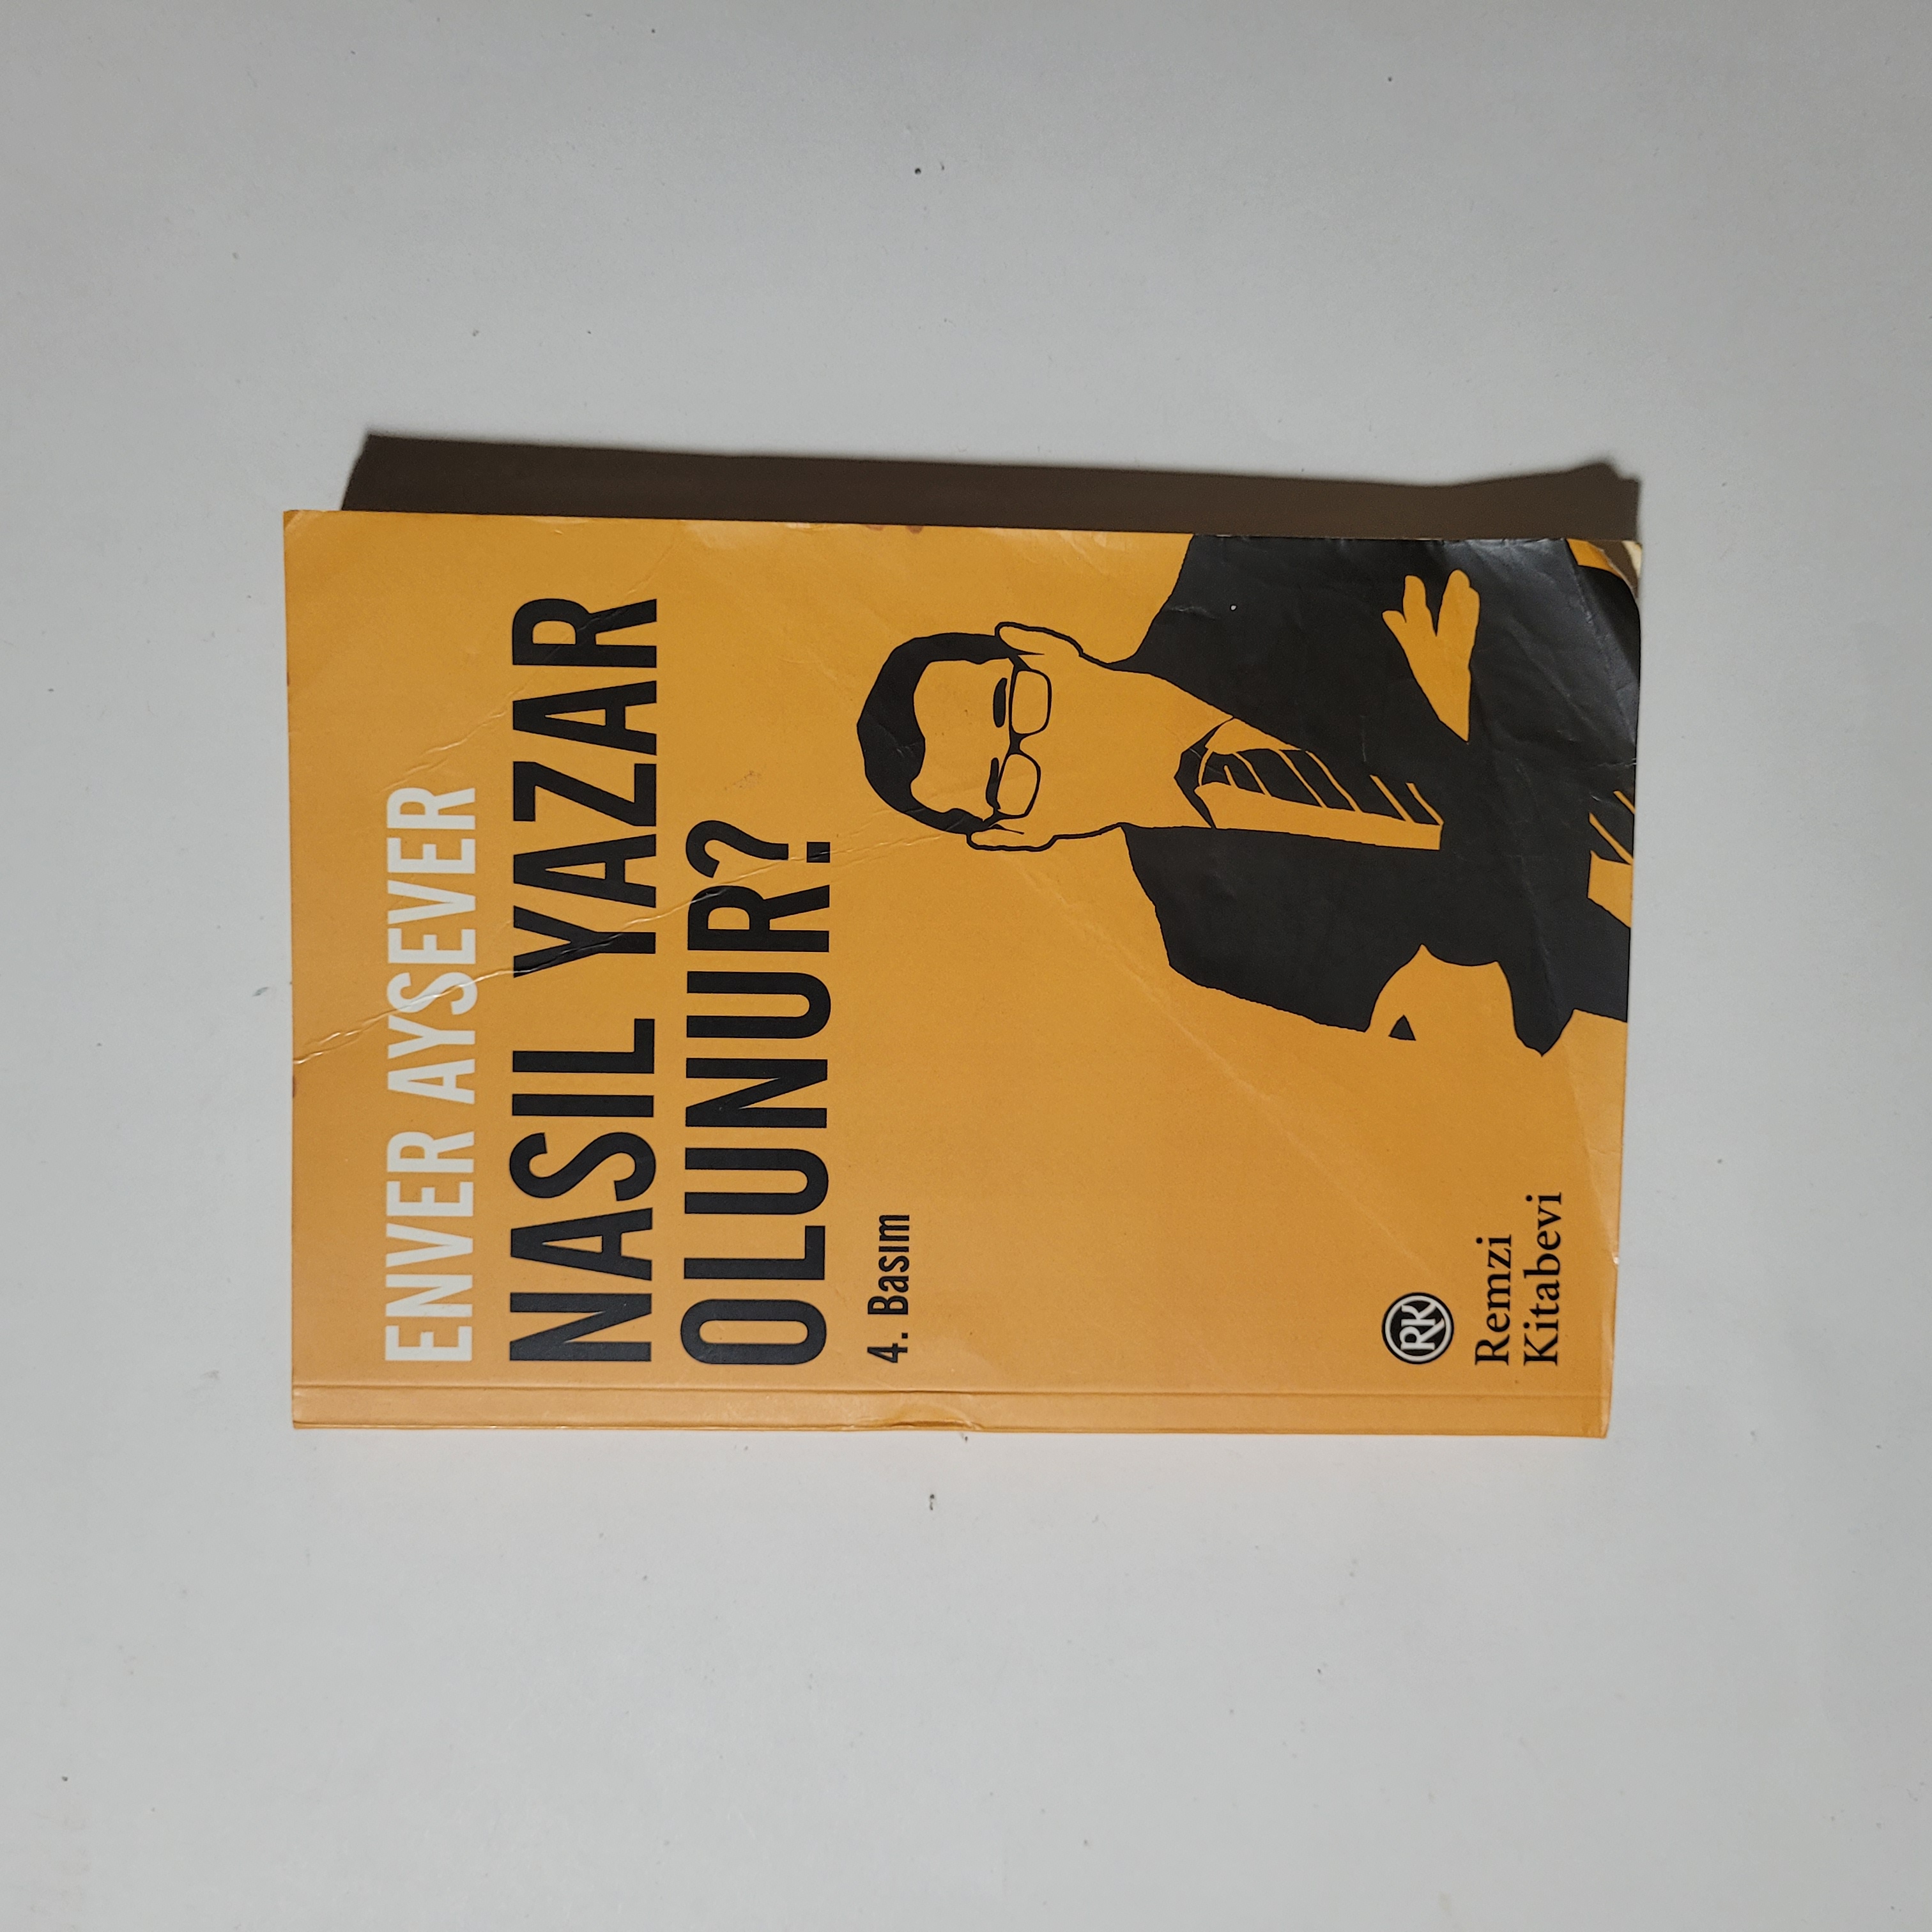 ENVER AYSEVER
NASIL YAZAR
OLUNUR?
4. Basım
RK
Remzi
Kitabevi